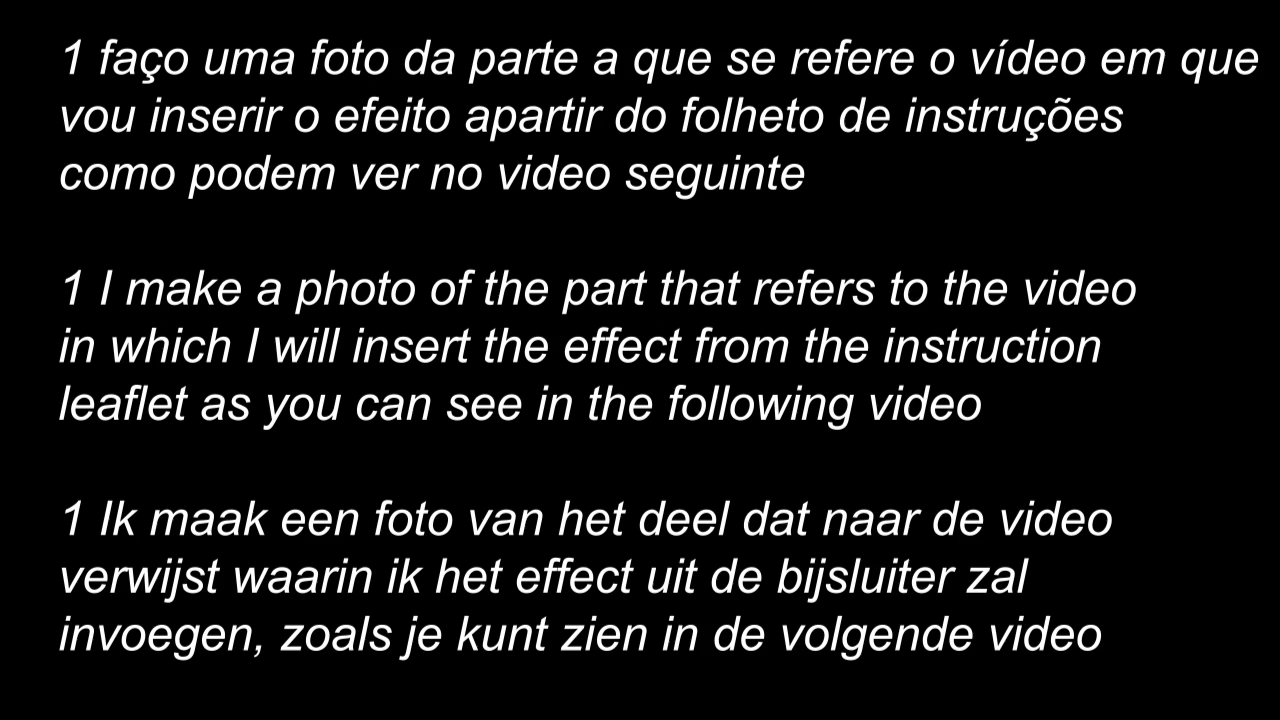 1 faço uma foto da parte a que se refere o vídeo em que
vou inserir o efeito apartir do folheto de instruções
como podem ver no video seguinte
1 I make a photo of the part that refers to the video
in which I will insert the effect from the instruction
leaflet as you can see in the following video
1 Ik maak een foto van het deel dat naar de video
verwijst waarin ik het effect uit de bijsluiter zal
invoegen, zoals je kunt zien in de volgende video